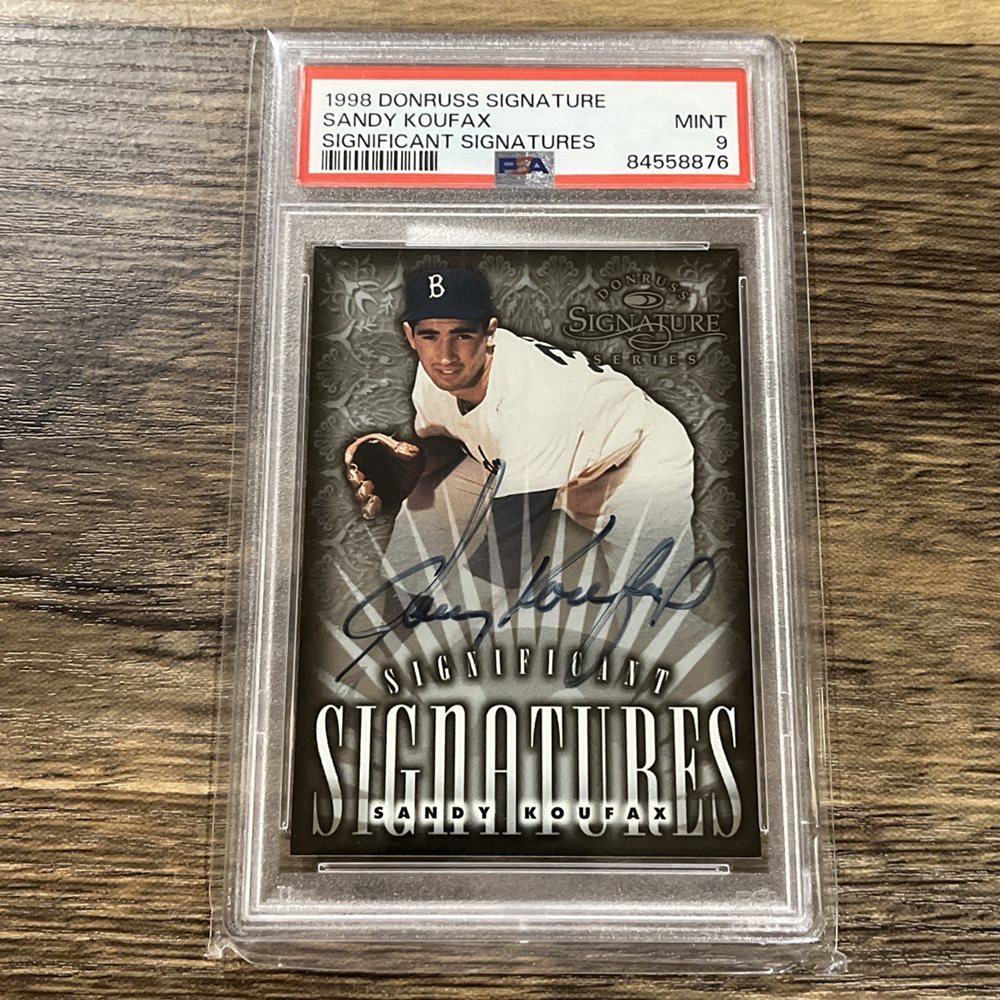 1998 DONRUSS SIGNATURE
SANDY KOUFAX MINT
SIGNIFICANT SIGNATURES 9
PSA 84558876
B
DONRUSS
SIGNATURE
SERIES
Sandy Koufax
SIGNIFICANT
SIGNATURES
SANDY KOUFAX